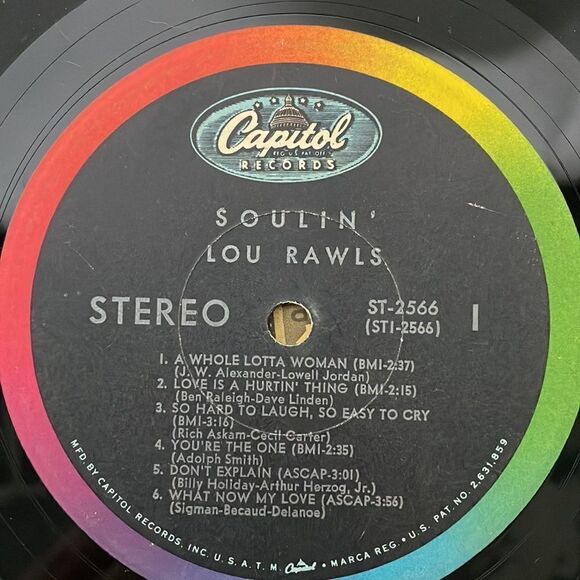 Capitol
REG. U.S. PAT. OFF.
RECORDS
SOULIN'
LOU RAWLS
STEREO
ST-2566
(ST1-2566)
1
1. A WHOLE LOTTA WOMAN (BMI-2:37)
(J. W. Alexander-Lowell Jordan)
2. LOVE IS A HURTIN' THING (BMI-2:15)
(Ben Raleigh-Dave Linden)
3. SO HARD TO LAUGH, SO EASY TO CRY
(BMI-3:16)
(Rich Askam-Cecil Carter)
4. YOU'RE THE ONE (BMI-2:35)
(Adolph Smith)
5. DON'T EXPLAIN (ASCAP-3:01)
(Billy Holiday-Arthur Herzog, Jr.)
6. WHAT NOW MY LOVE (ASCAP-3:56)
(Sigman-Becaud-Delanoe)
MFD. BY CAPITOL RECORDS, INC. U.S.A. T.M. Capitol • MARCA REG. • U.S. PAT. NO. 2,631,859